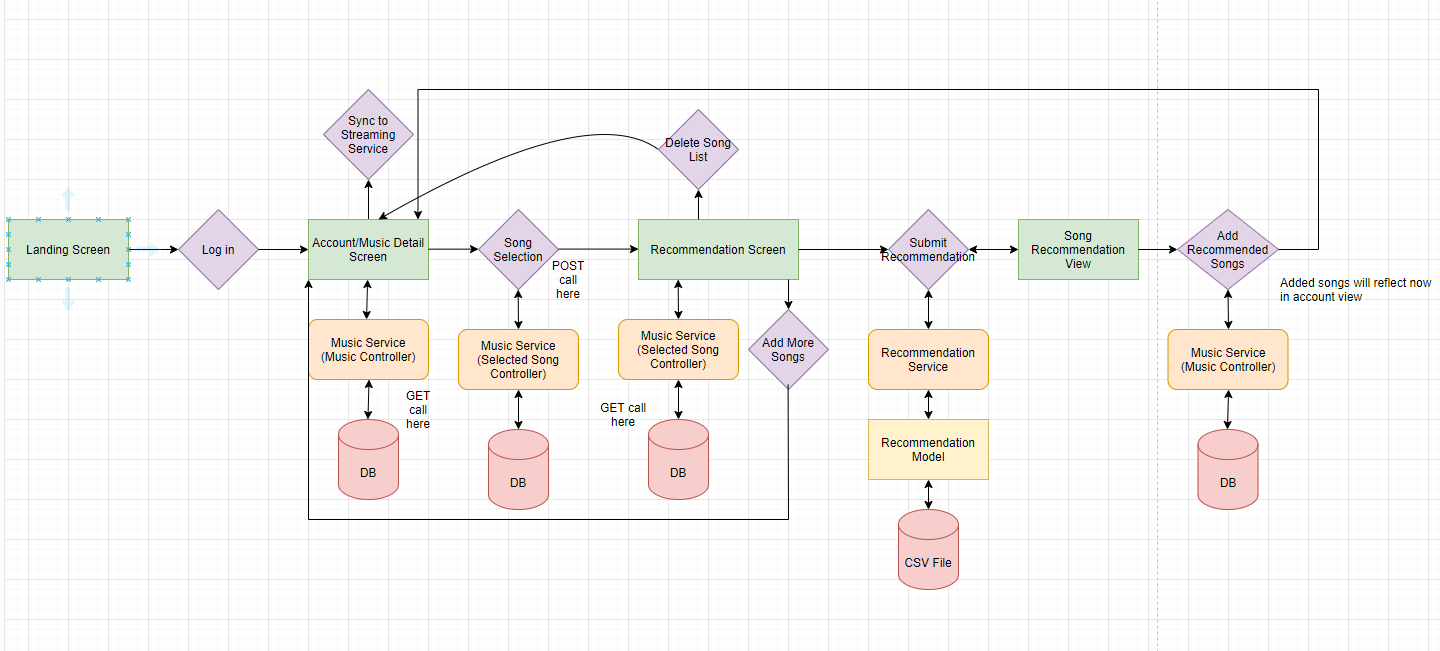 Sync to
Streaming
Service
Delete Song
List
Landing Screen
Log in
Account/Music Detail
Screen
Song
Selection
POST
call
here
Recommendation Screen
Submit
Recommendation
Song
Recommendation
View
Add
Recommended
Songs
Added songs will reflect now
in account view
Music Service
(Music Controller)
Music Service
(Selected Song
Controller)
Music Service
(Selected Song
Controller)
Add More
Songs
Recommendation
Service
Music Service
(Music Controller)
GET
call
here
GET call
here
DB
DB
DB
Recommendation
Model
DB
CSV File